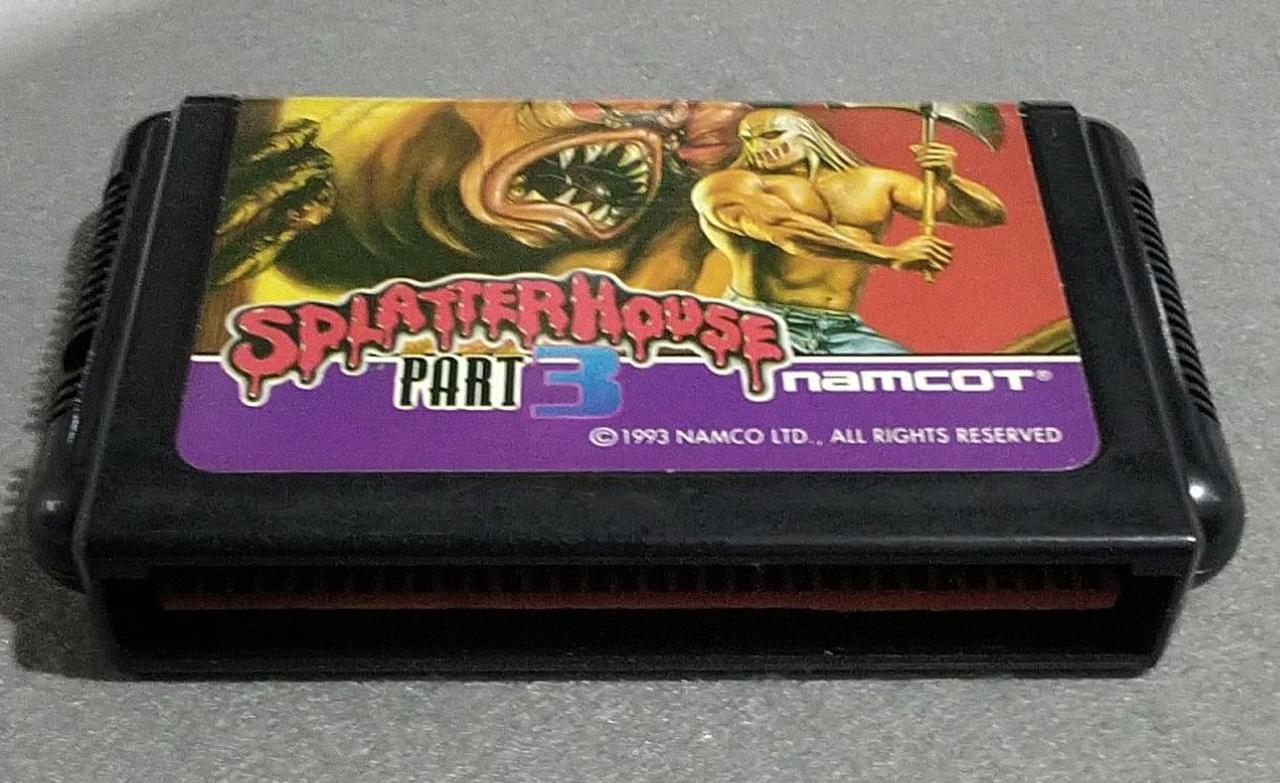 SPLATTERHOUSE
PART 3
namcoT®
© 1993 NAMCO LTD., ALL RIGHTS RESERVED